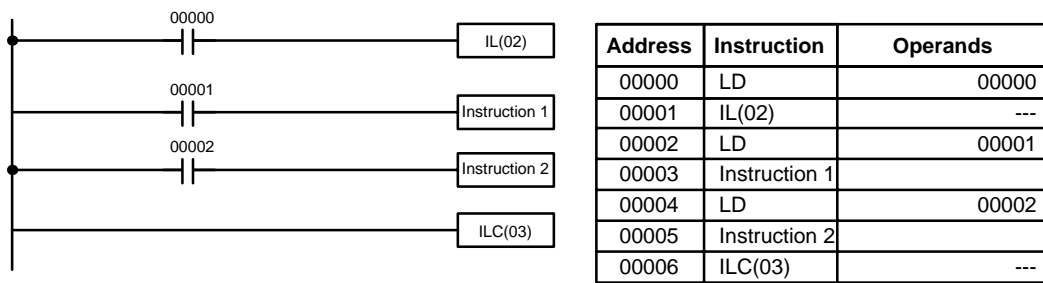 00000
IL(02)
00001
Instruction 1
00002
Instruction 2
ILC(03)
Address Instruction Operands
00000 LD 00000
00001 IL(02) ---
00002 LD 00001
00003 Instruction 1
00004 LD 00002
00005 Instruction 2
00006 ILC(03) ---